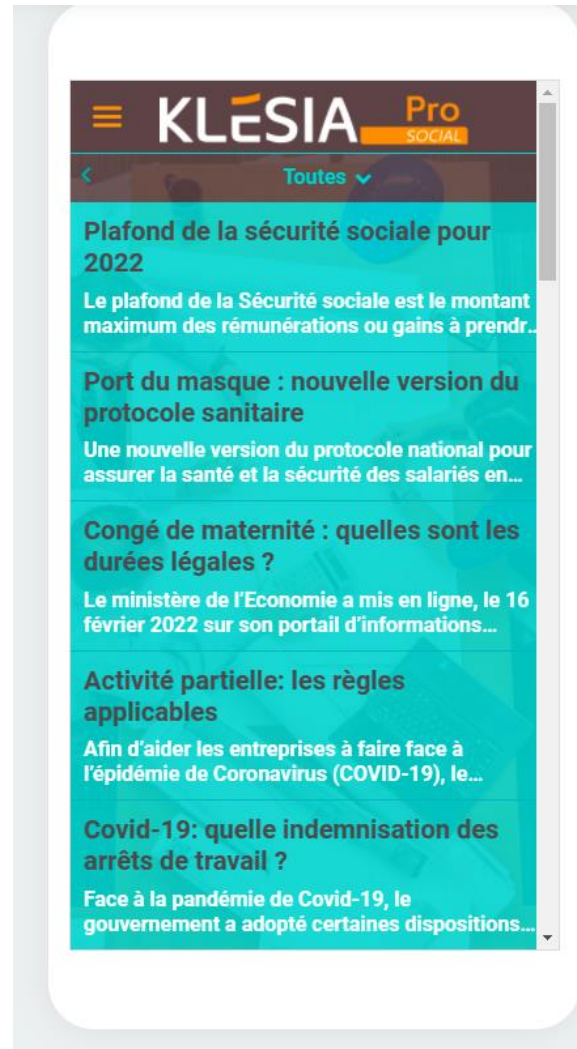 KLESIA Pro
SOCIAL
Toutes
Plafond de la sécurité sociale pour
2022
Le plafond de la Sécurité sociale est le montant
maximum des rémunérations ou gains à prendr...
Port du masque : nouvelle version du
protocole sanitaire
Une nouvelle version du protocole national pour
assurer la santé et la sécurité des salariés en...
Congé de maternité : quelles sont les
durées légales ?
Le ministère de l'Economie a mis en ligne, le 16
février 2022 sur son portail d'informations...
Activité partielle: les règles
applicables
Afin d'aider les entreprises à faire face à
l'épidémie de Coronavirus (COVID-19), le...
Covid-19: quelle indemnisation des
arrêts de travail ?
Face à la pandémie de Covid-19, le
gouvernement a adopté certaines dispositions...